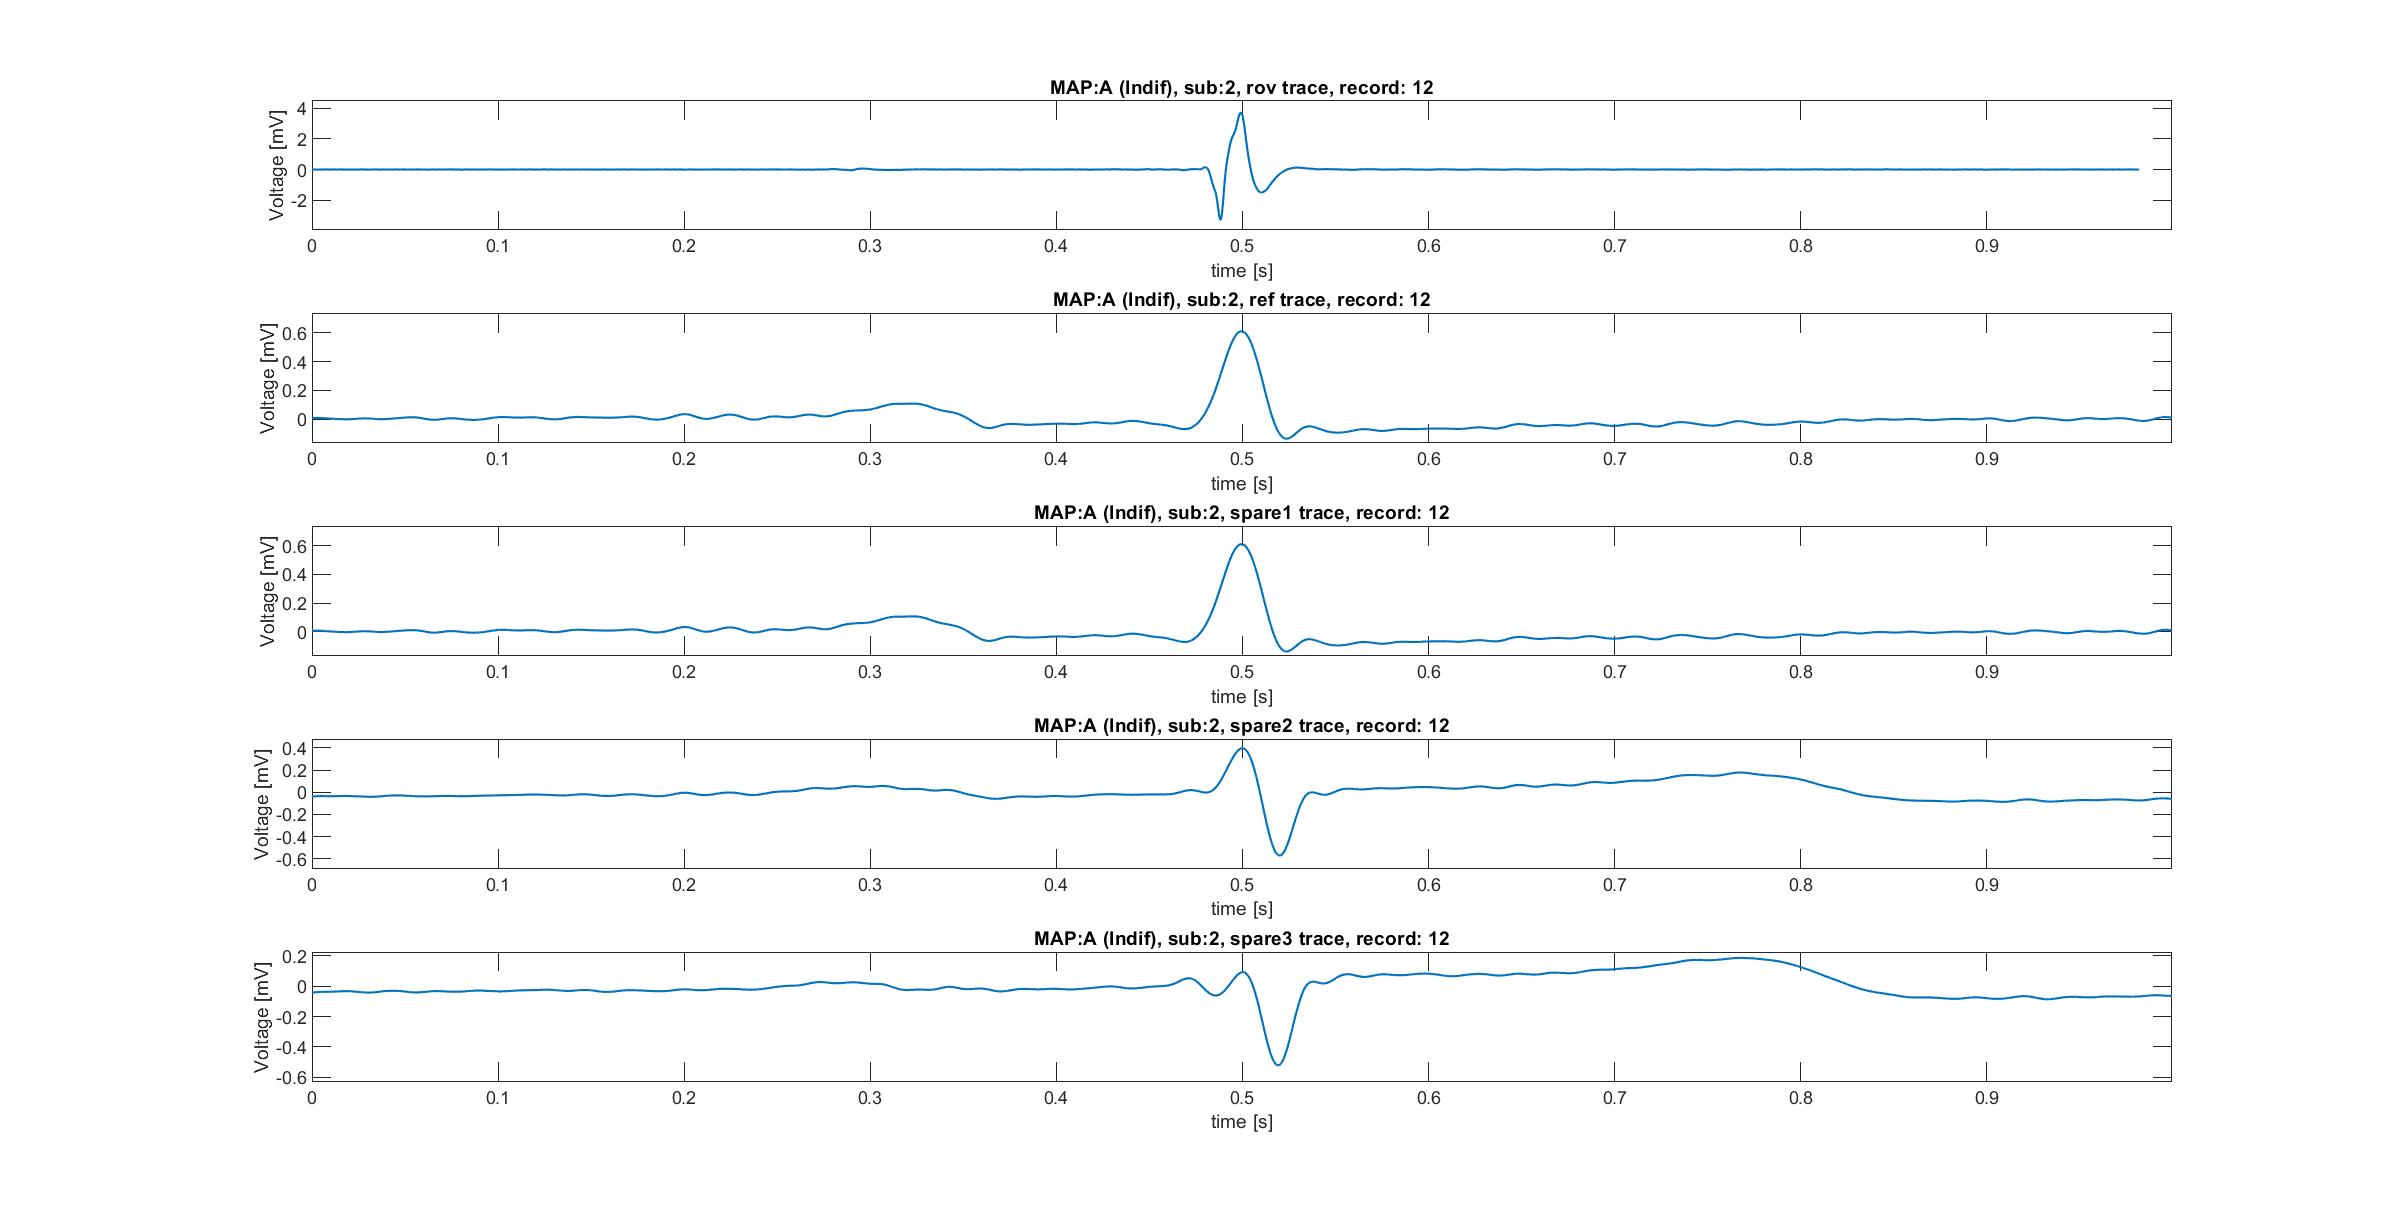 MAP:A (Indif), sub:2, rov trace, record: 12
Voltage [mV]
4
2
0
-2
0 0.1 0.2 0.3 0.4 0.5 0.6 0.7 0.8 0.9
time [s]
MAP:A (Indif), sub:2, ref trace, record: 12
Voltage [mV]
0.6
0.4
0.2
0
0 0.1 0.2 0.3 0.4 0.5 0.6 0.7 0.8 0.9
time [s]
MAP:A (Indif), sub:2, spare1 trace, record: 12
Voltage [mV]
0.6
0.4
0.2
0
0 0.1 0.2 0.3 0.4 0.5 0.6 0.7 0.8 0.9
time [s]
MAP:A (Indif), sub:2, spare2 trace, record: 12
Voltage [mV]
0.4
0.2
0
-0.2
-0.4
-0.6
0 0.1 0.2 0.3 0.4 0.5 0.6 0.7 0.8 0.9
time [s]
MAP:A (Indif), sub:2, spare3 trace, record: 12
Voltage [mV]
0.2
0
-0.2
-0.4
-0.6
0 0.1 0.2 0.3 0.4 0.5 0.6 0.7 0.8 0.9
time [s]